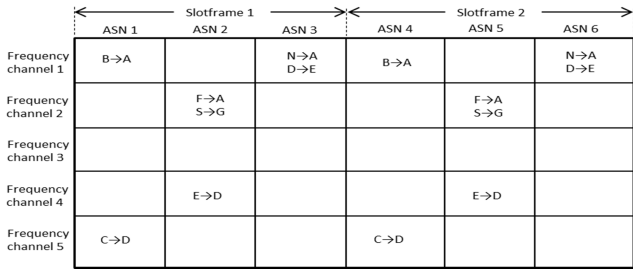 Slotframe 1 Slotframe 2
ASN 1 ASN 2 ASN 3 ASN 4 ASN 5 ASN 6
Frequency
channel 1
B→A
N→A
D→E
B→A
N→A
D→E
Frequency
channel 2
F→A
S→G
F→A
S→G
Frequency
channel 3
Frequency
channel 4
E→D
E→D
Frequency
channel 5
C→D
C→D